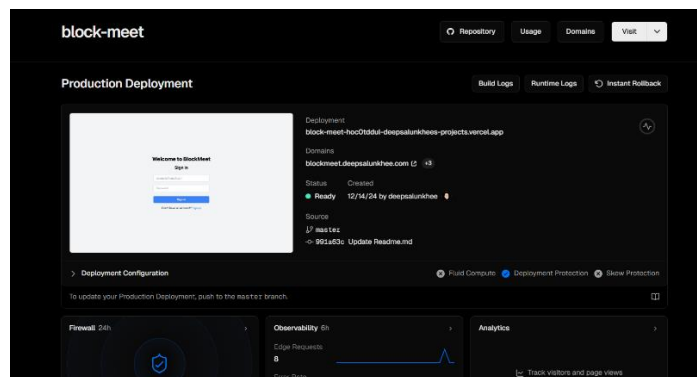 block-meet
Repository
Usage
Domains
Visit
Production Deployment
Build Logs
Runtime Logs
Instant Rollback
Deployment
block-meet-hoc0tddul-deepsalunkhees-projects.vercel.app
Domains
blockmeet.deepsalunkhee.com +3
Status Created
Ready 12/14/24 by deepsalunkhee
Source
master
991a63c Update Readme.md
Welcome to BlockMeet
Sign in
Deployment Configuration
Fluid Compute
Deployment Protection
Skew Protection
To update your Production Deployment, push to the master branch.
Firewall 24h
Observability 6h
Edge Requests
8
Error Rate
Analytics
Track visitors and page views